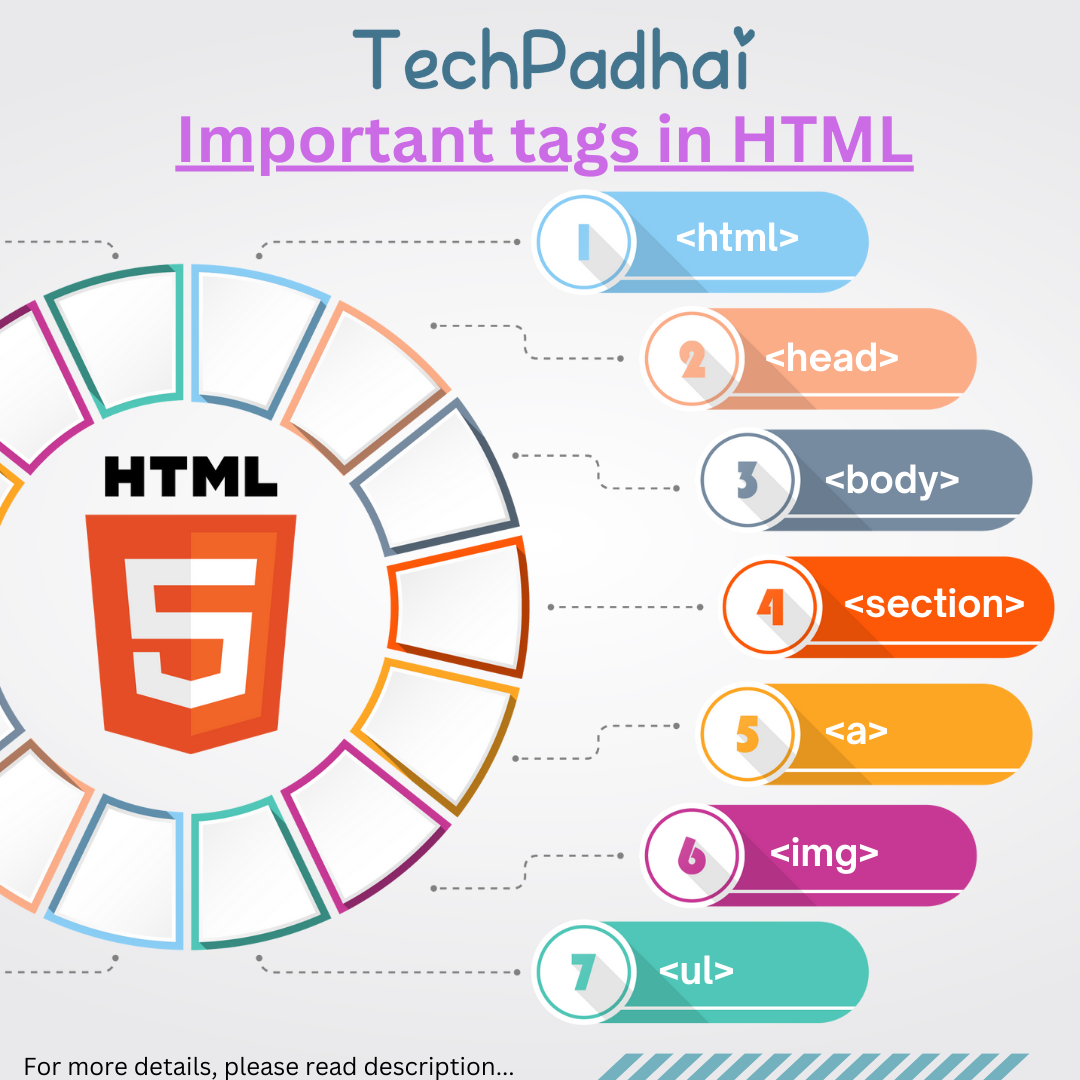 TechPadhai
Important tags in HTML
1 <html>
2 <head>
HTML
3 <body>
5
4 <section>
5 <a>
6 <img>
7 <ul>
For more details, please read description...